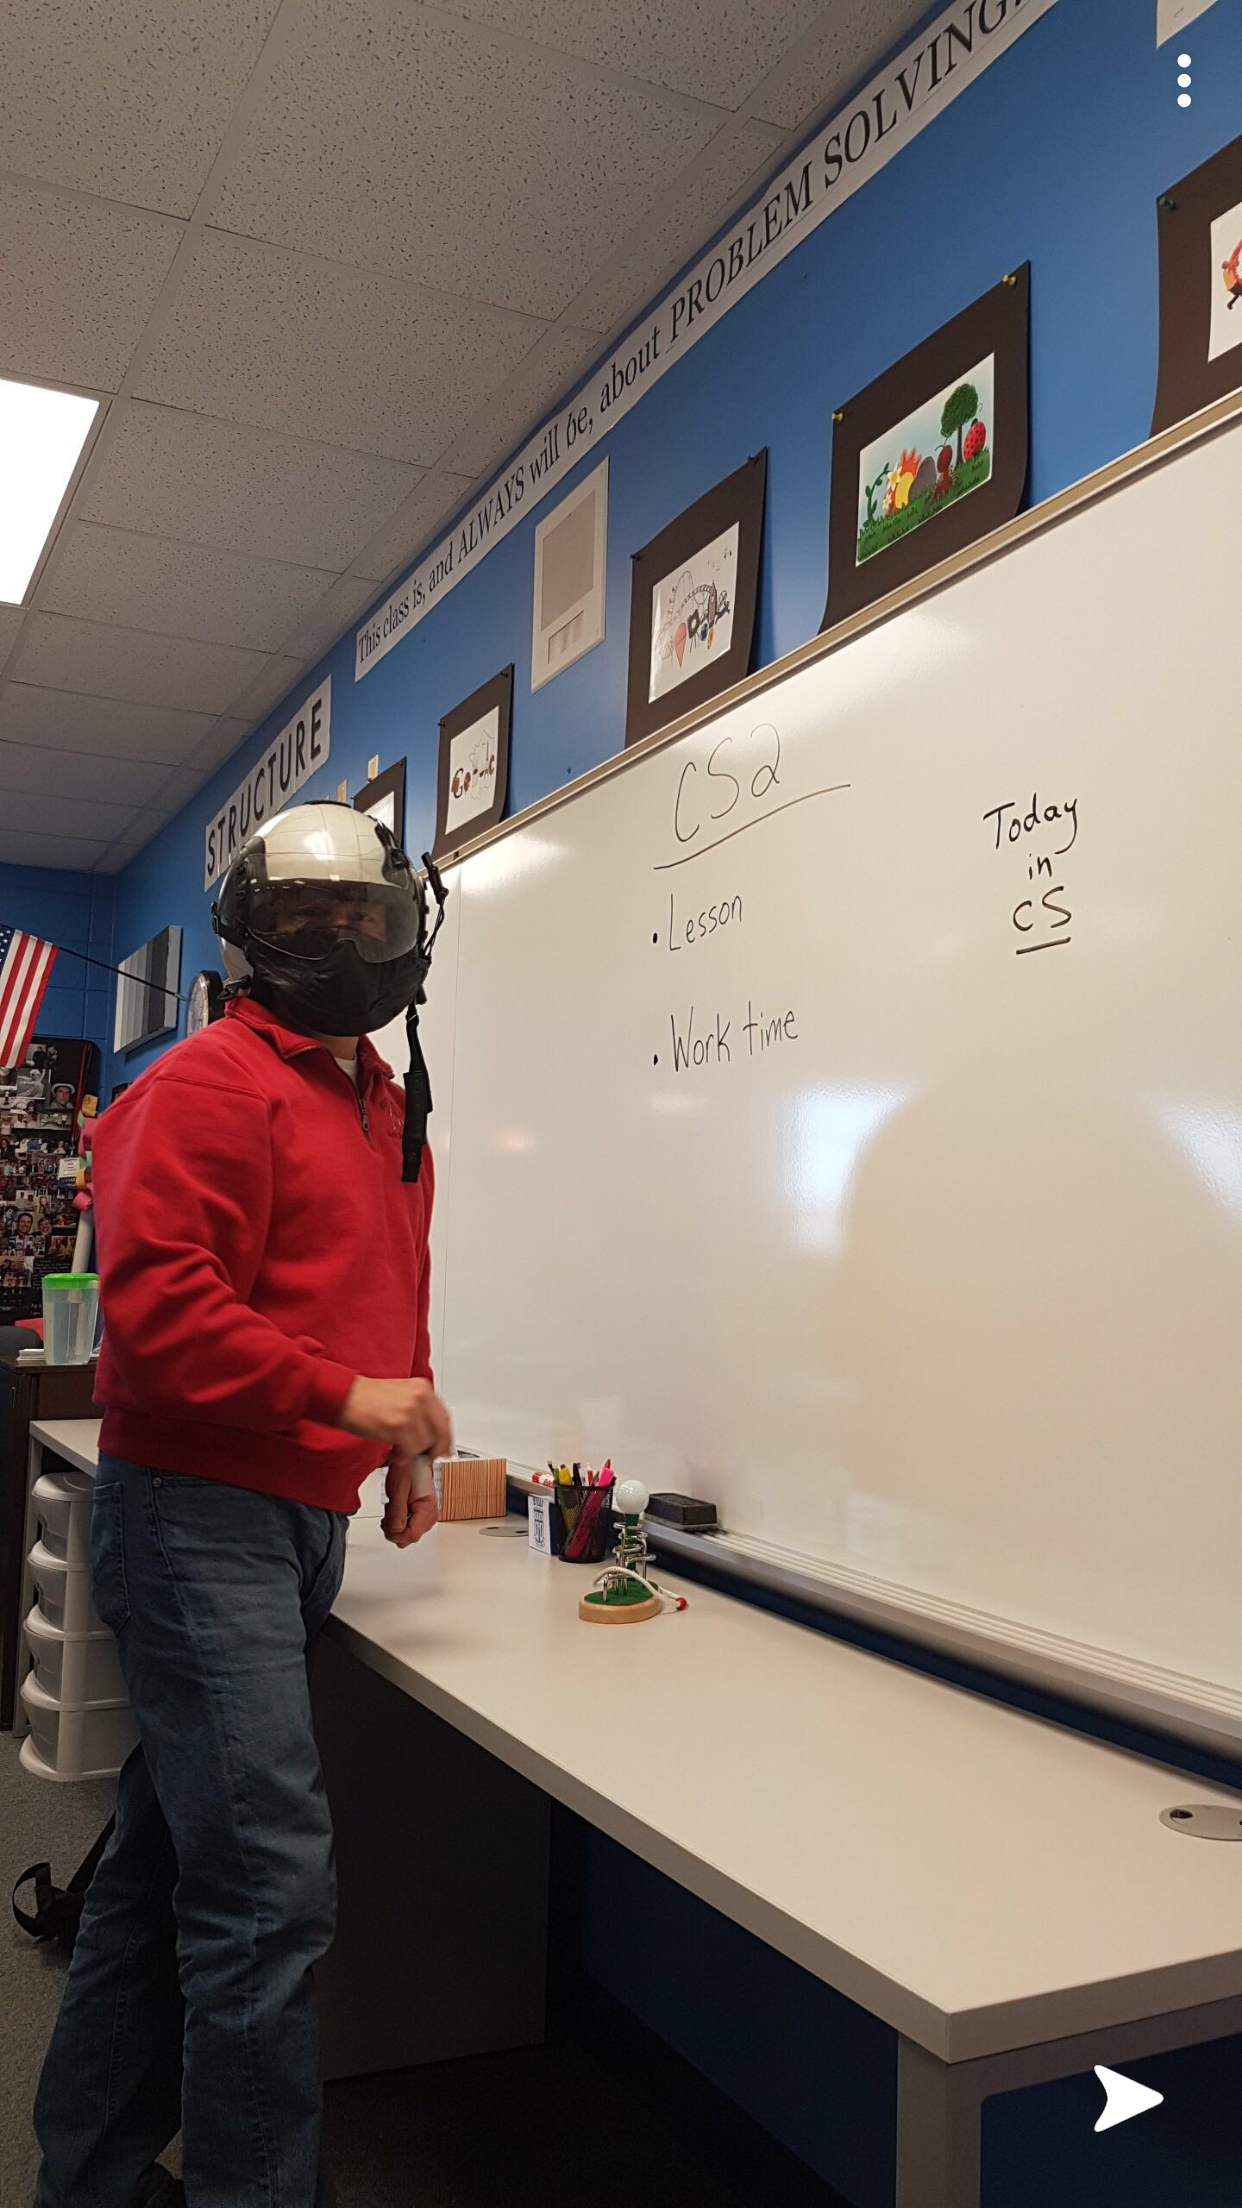 This class is, and ALWAYS will be, about PROBLEM SOLVING.
STRUCTURE
CS2
• Lesson
• Work time
Today
in
CS